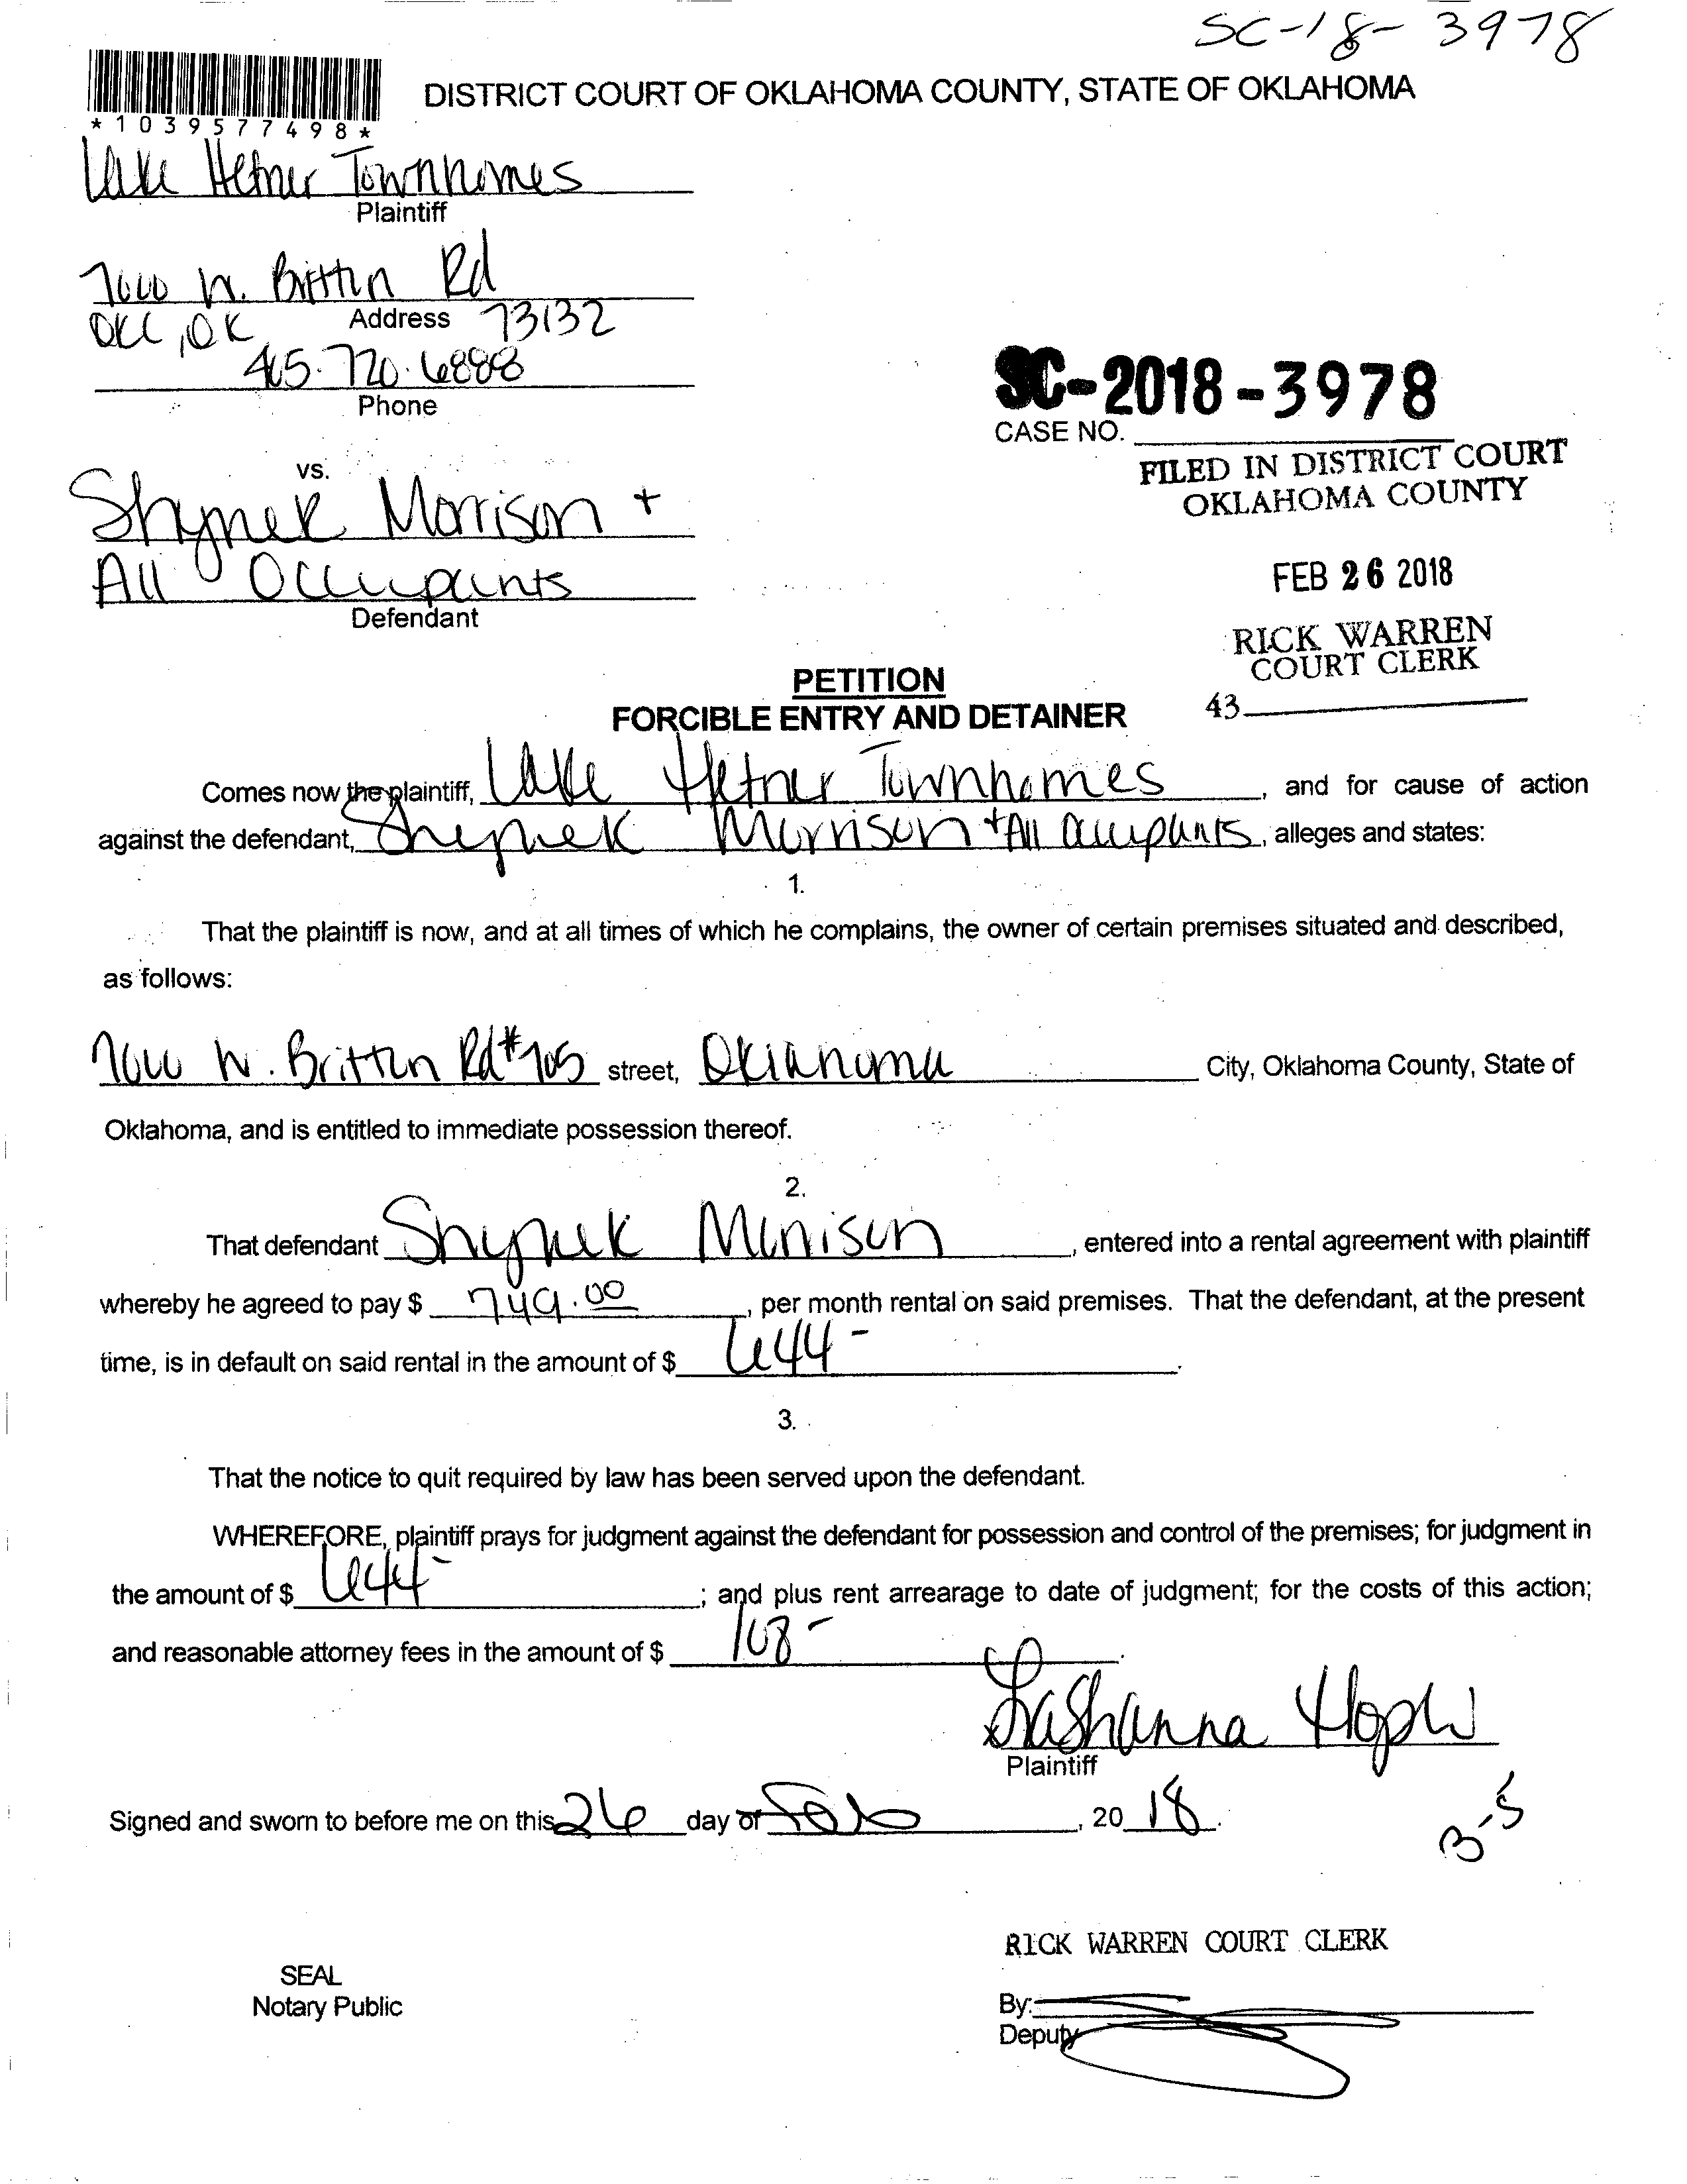 SC-18-3978
DISTRICT COURT OF OKLAHOMA COUNTY, STATE OF OKLAHOMA
*1039577498*
Lake Hefner Townhomes
Plaintiff
W. Britton Rd
Address 73132
OKC, OK
405.720.6888
Phone
SC-2018-3978
CASE NO.
FILED IN DISTRICT COURT
OKLAHOMA COUNTY
vs.
Shynek Morrison +
All Occupants
Defendant
FEB 26 2018
RICK WARREN
COURT CLERK
43
PETITION
FORCIBLE ENTRY AND DETAINER
Comes now the plaintiff, Lake Hefner Townhomes, and for cause of action
against the defendant, Morrison + All Occupants, alleges and states:
1.
That the plaintiff is now, and at all times of which he complains, the owner of certain premises situated and described,
as follows:
W. Britton Rd #705 street, Oklahoma City, Oklahoma County, State of
Oklahoma, and is entitled to immediate possession thereof.
2.
That defendant Shynek Morrison, entered into a rental agreement with plaintiff
whereby he agreed to pay $ 749.00, per month rental on said premises. That the defendant, at the present
time, is in default on said rental in the amount of $ 644-.
3.
That the notice to quit required by law has been served upon the defendant.
WHEREFORE, plaintiff prays for judgment against the defendant for possession and control of the premises; for judgment in
the amount of $ 644-; and plus rent arrearage to date of judgment; for the costs of this action;
and reasonable attorney fees in the amount of $ 108-.
LaShanna
Plaintiff
Signed and sworn to before me on this 26 day of Feb, 20 18.
3-5
RICK WARREN COURT CLERK
SEAL
Notary Public
By:
Deputy